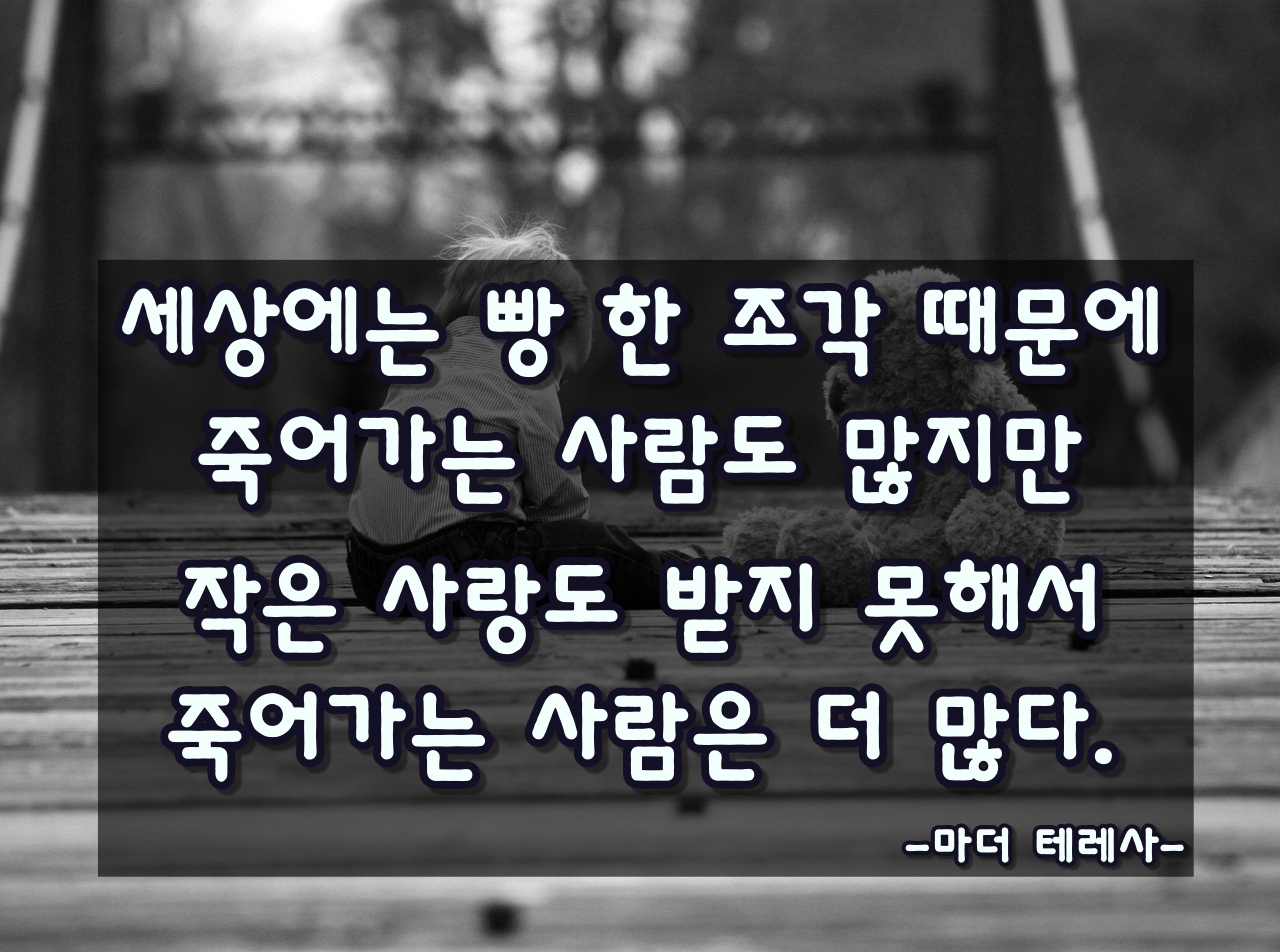 세상에는 빵 한 조각 때문에
죽어가는 사람도 많지만
작은 사랑도 받지 못해서
죽어가는 사람은 더 많다.
-마더 테레사-